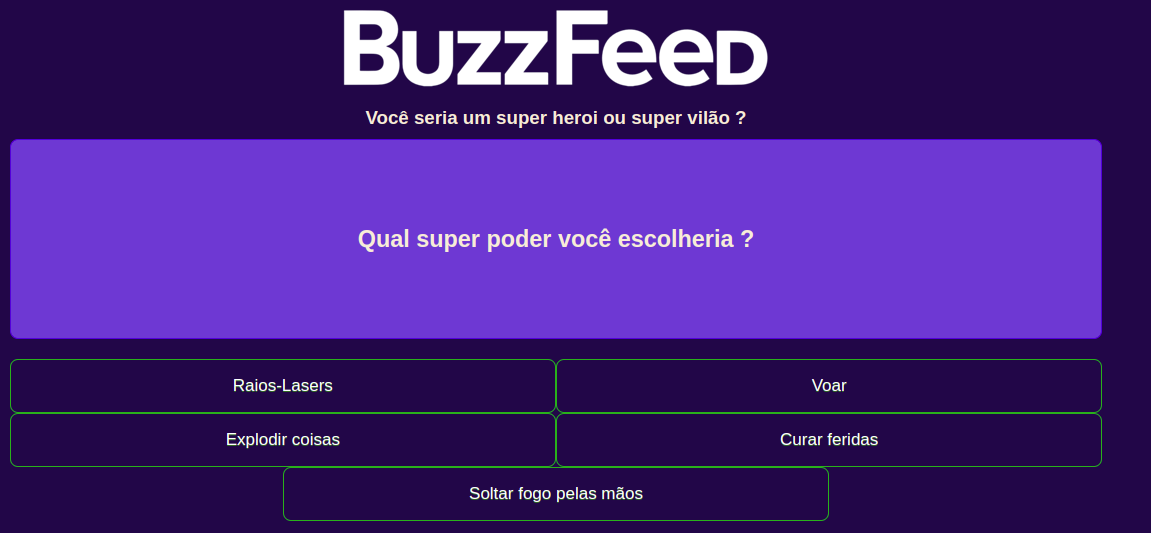 BuzzFeed
Você seria um super heroi ou super vilão ?
Qual super poder você escolheria ?
Raios-Lasers
Voar
Explodir coisas
Curar feridas
Soltar fogo pelas mãos